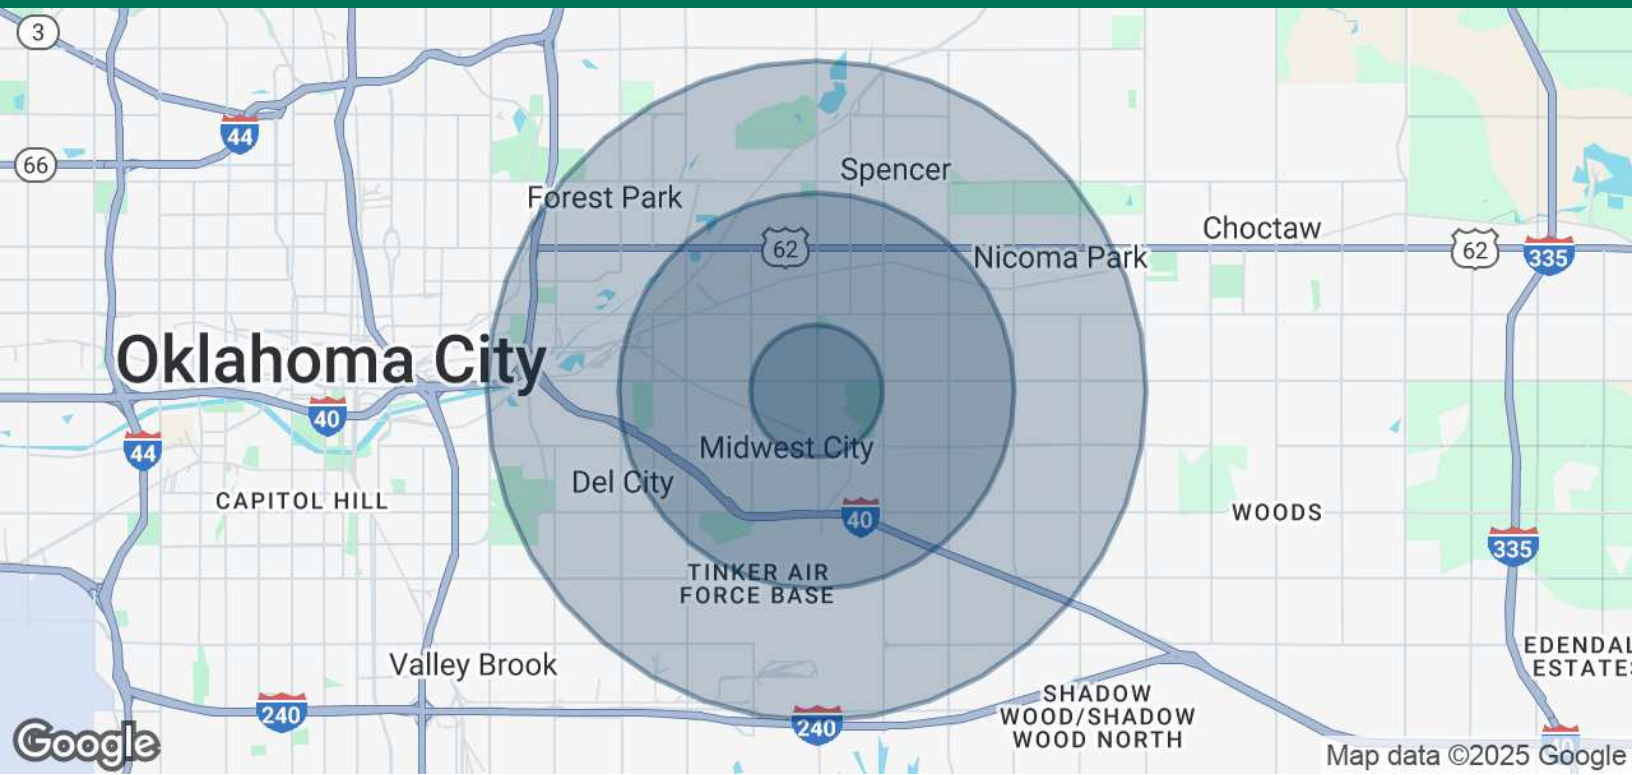 3
44
66
Spencer
Forest Park
Choctaw
62
62
335
Nicoma Park
Oklahoma City
40
44
Midwest City
Del City
CAPITOL HILL
40
WOODS
335
TINKER AIR
FORCE BASE
EDENDAL
ESTATE
Valley Brook
SHADOW
WOOD/SHADOW
WOOD NORTH
240
240
Google
Map data ©2025 Google